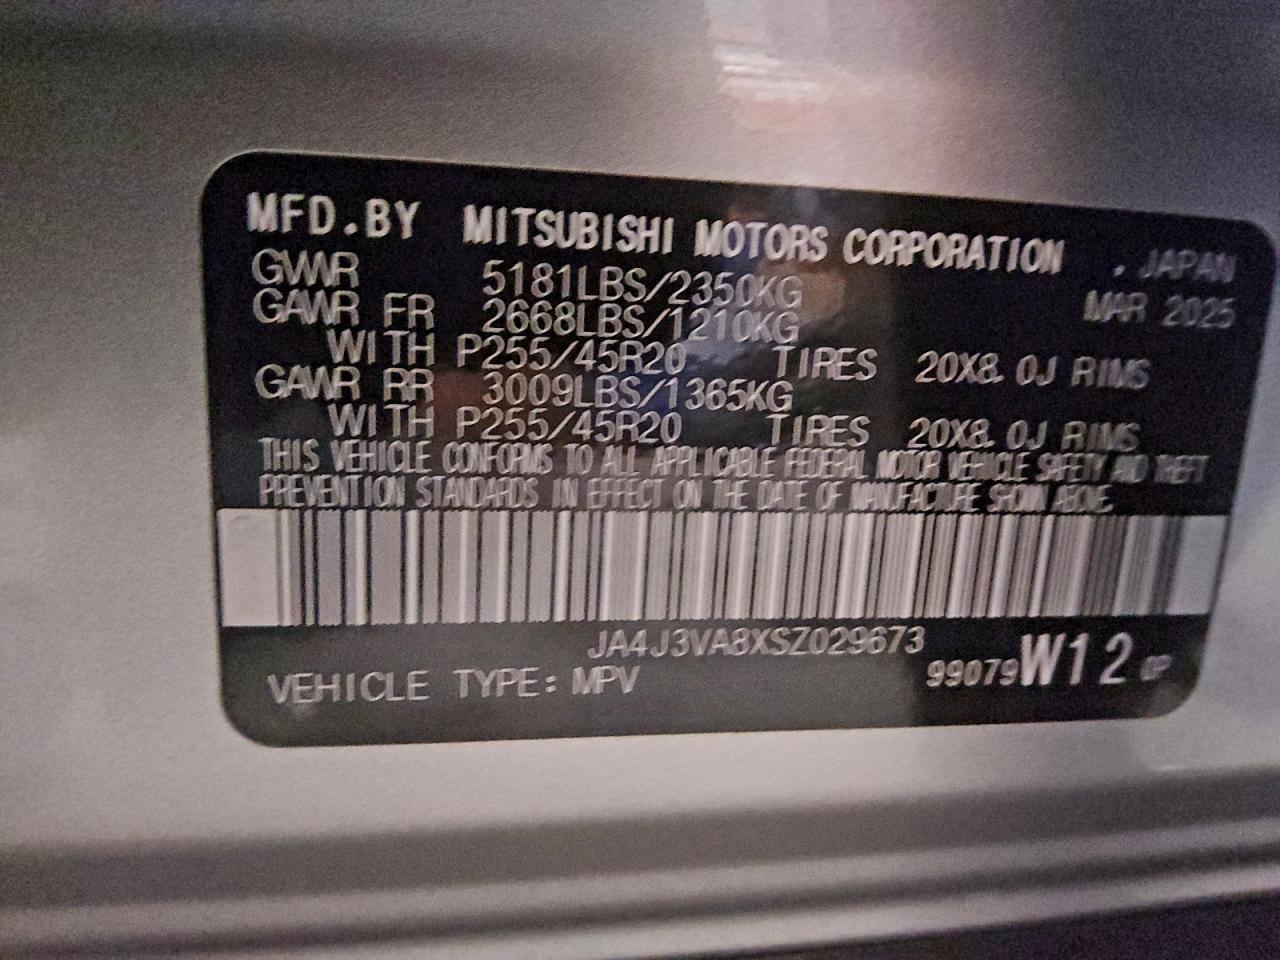 MFD.BY MITSUBISHI MOTORS CORPORATION . JAPAN
GVWR 5181LBS/2350KG MAR 2025
GAWR FR 2668LBS/1210KG
WITH P255/45R20 TIRES 20X8.0J RIMS
GAWR RR 3009LBS/1365KG
WITH P255/45R20 TIRES 20X8.0J RIMS
THIS VEHICLE CONFORMS TO ALL APPLICABLE FEDERAL MOTOR VEHICLE SAFETY AND THEFT
PREVENTION STANDARDS IN EFFECT ON THE DATE OF MANUFACTURE SHOWN ABOVE.
JA4J3VA8XSZ029673
VEHICLE TYPE: MPV 99079 W12